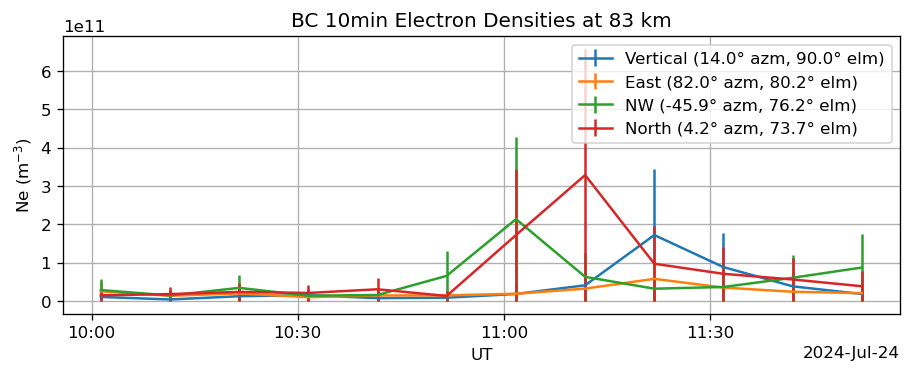 BC 10min Electron Densities at 83 km
1e11
Vertical (14.0° azm, 90.0° elm)
East (82.0° azm, 80.2° elm)
NW (-45.9° azm, 76.2° elm)
North (4.2° azm, 73.7° elm)
Ne (m⁻³)
6
5
4
3
2
1
0
10:00 10:30 11:00 11:30
UT
2024-Jul-24